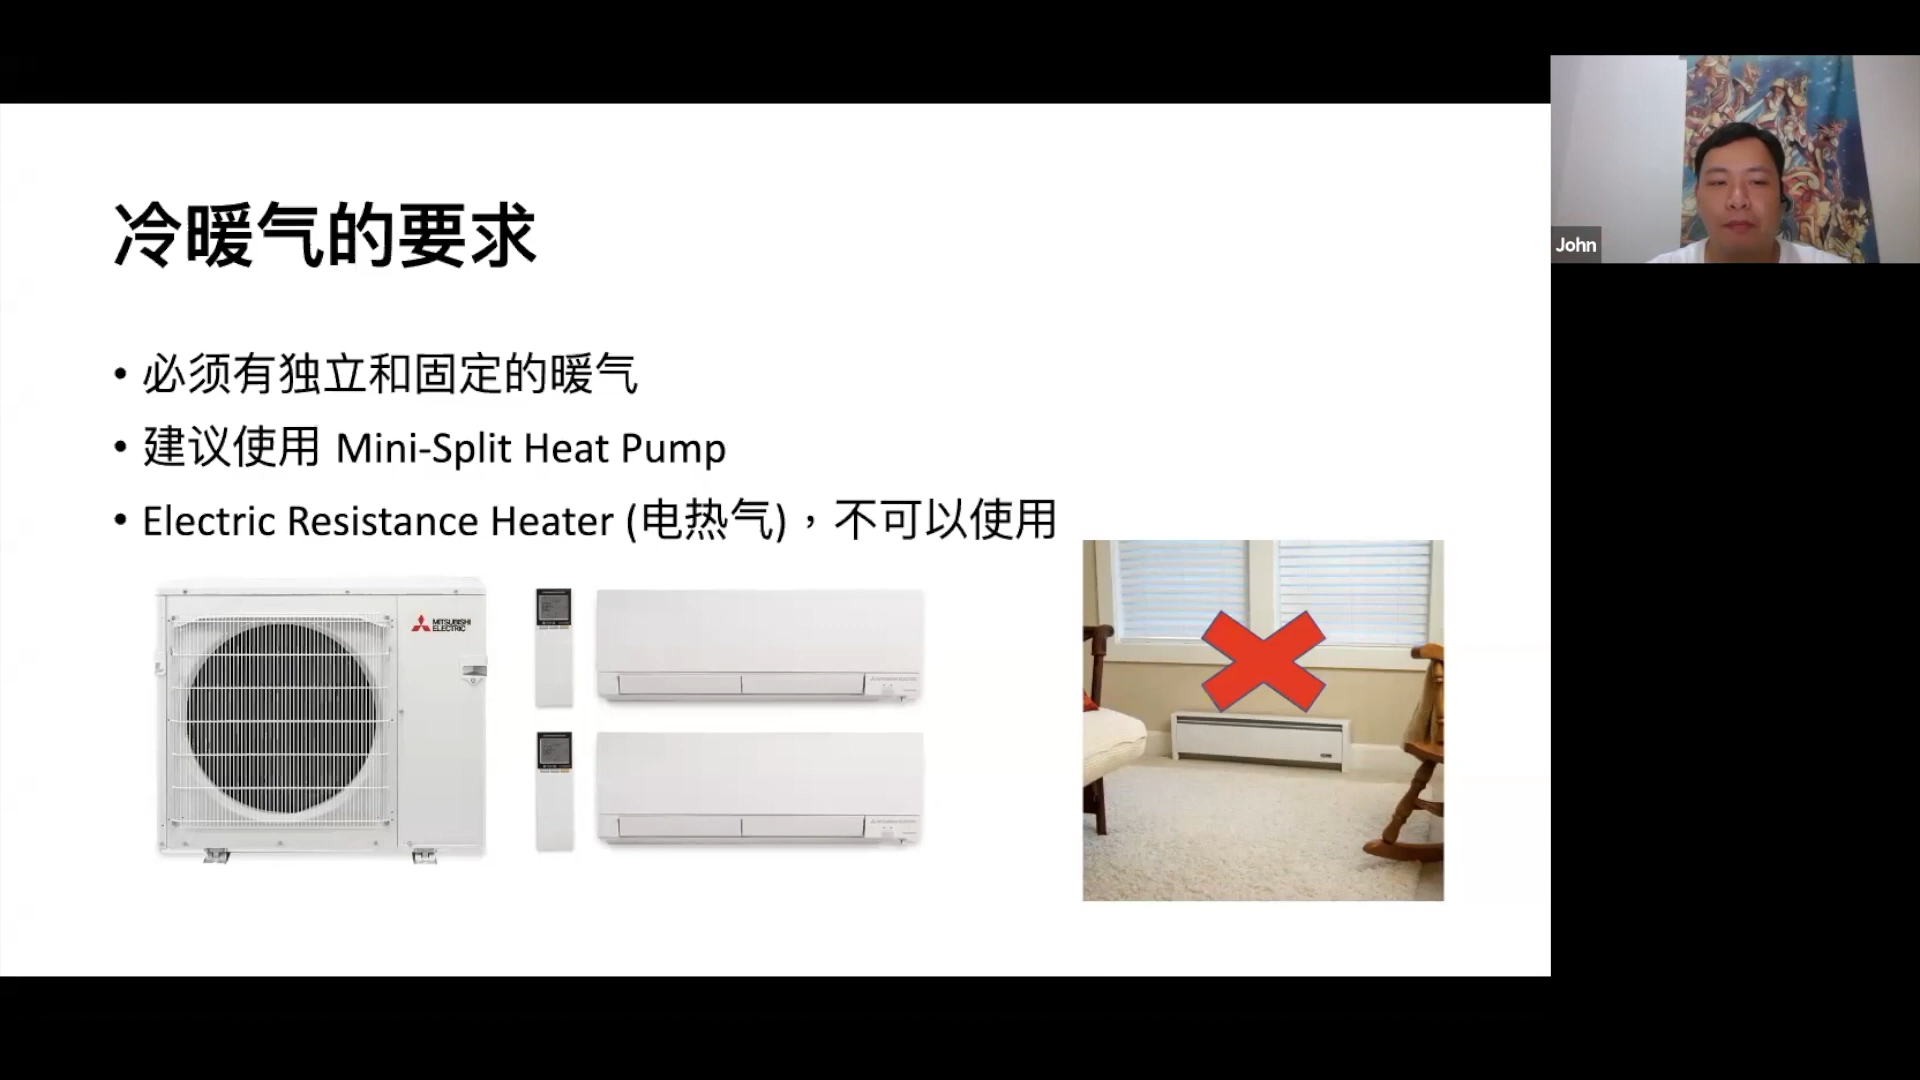 冷暖气的要求
• 必须有独立和固定的暖气
• 建议使用 Mini-Split Heat Pump
• Electric Resistance Heater (电热气)，不可以使用
MITSUBISHI
ELECTRIC
John